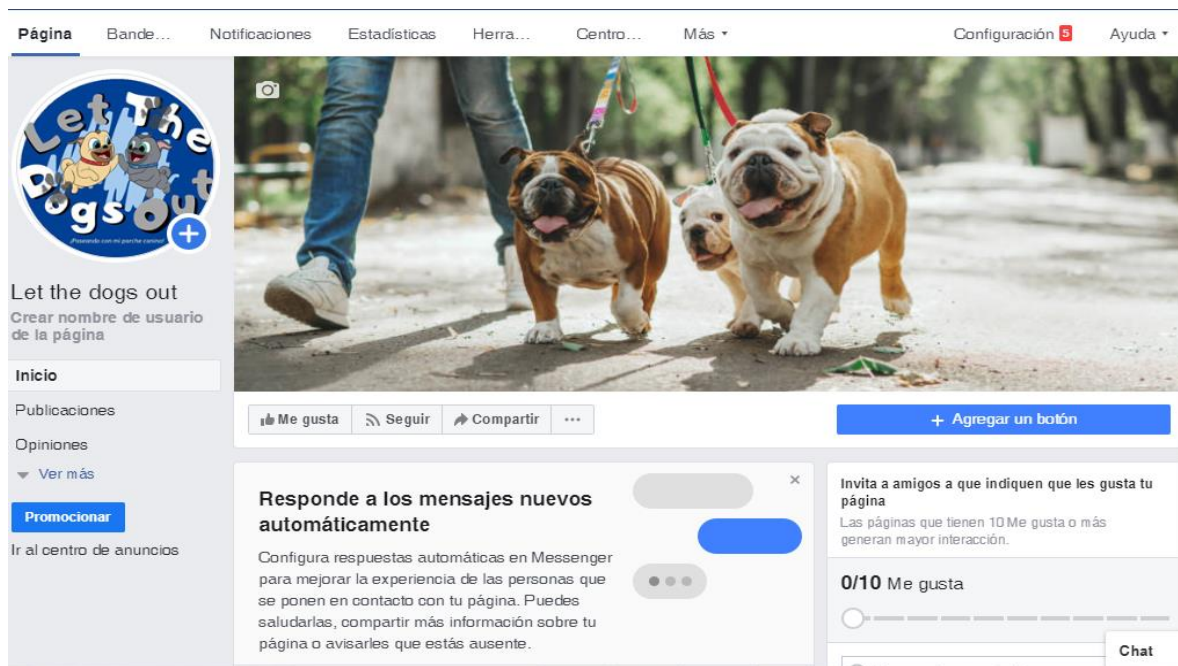 Página Bande... Notificaciones Estadísticas Herra... Centro... Más Configuración 5 Ayuda
Let The
Dogs Out
¡Paseando con mi parche canino!
Let the dogs out
Crear nombre de usuario
de la página
Inicio
Publicaciones
Opiniones
Ver más
Promocionar
Ir al centro de anuncios
Me gusta Seguir Compartir ...
+ Agregar un botón
Responde a los mensajes nuevos
automáticamente
Configura respuestas automáticas en Messenger
para mejorar la experiencia de las personas que
se ponen en contacto con tu página. Puedes
saludarlas, compartir más información sobre tu
página o avisarles que estás ausente.
Invita a amigos a que indiquen que les gusta tu
página
Las páginas que tienen 10 Me gusta o más
generan mayor interacción.
0/10 Me gusta
Chat